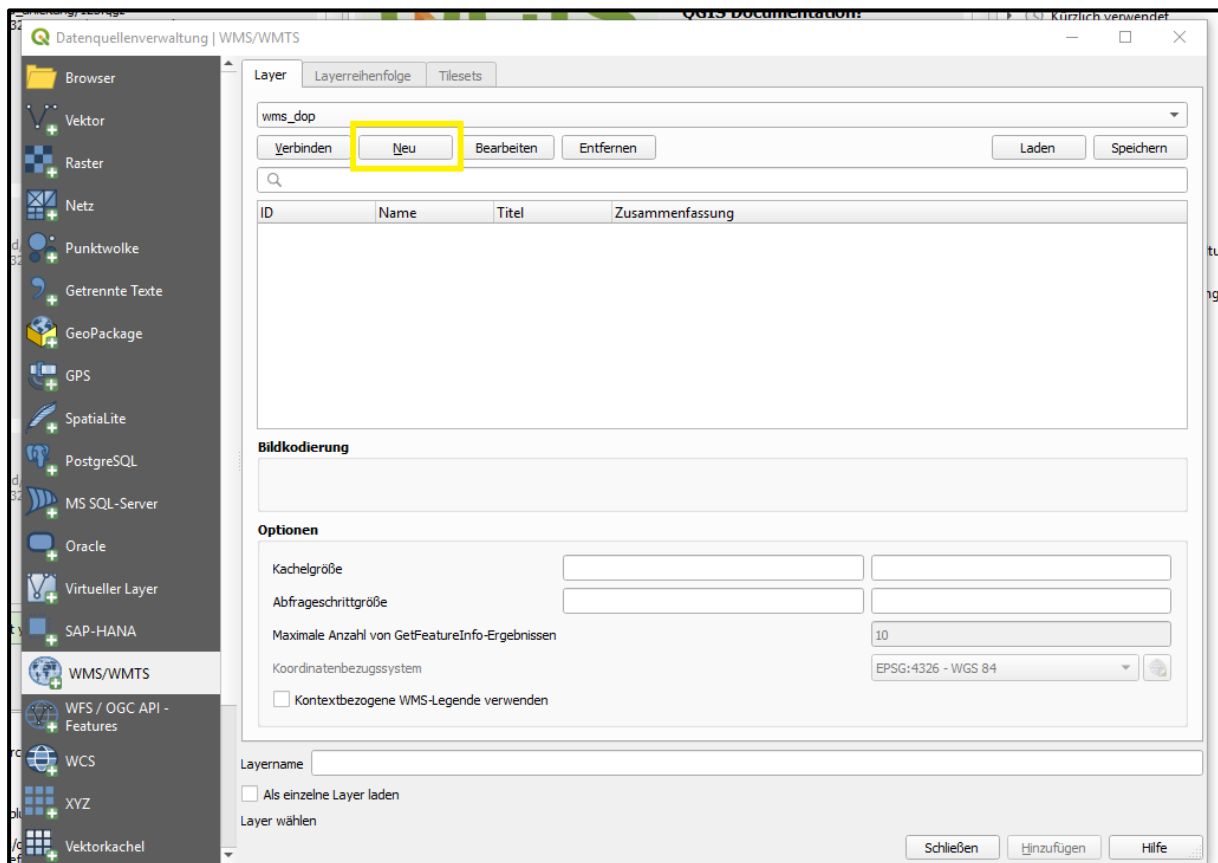 QGIS Documentation!
Kürzlich verwendet
Datenquellenverwaltung | WMS/WMTS
Browser
Vektor
Raster
Netz
Punktwolke
Getrennte Texte
GeoPackage
GPS
SpatiaLite
PostgreSQL
MS SQL-Server
Oracle
Virtueller Layer
SAP-HANA
WMS/WMTS
WFS / OGC API -
Features
WCS
XYZ
Vektorkachel
Layer Layerreihenfolge Tilesets
wms_dop
Verbinden Neu Bearbeiten Entfernen Laden Speichern
ID Name Titel Zusammenfassung
Bildkodierung
Optionen
Kachelgröße
Abfrageschrittgröße
Maximale Anzahl von GetFeatureInfo-Ergebnissen 10
Koordinatenbezugssystem EPSG:4326 - WGS 84
Kontextbezogene WMS-Legende verwenden
Layername
Als einzelne Layer laden
Layer wählen
Schließen Hinzufügen Hilfe